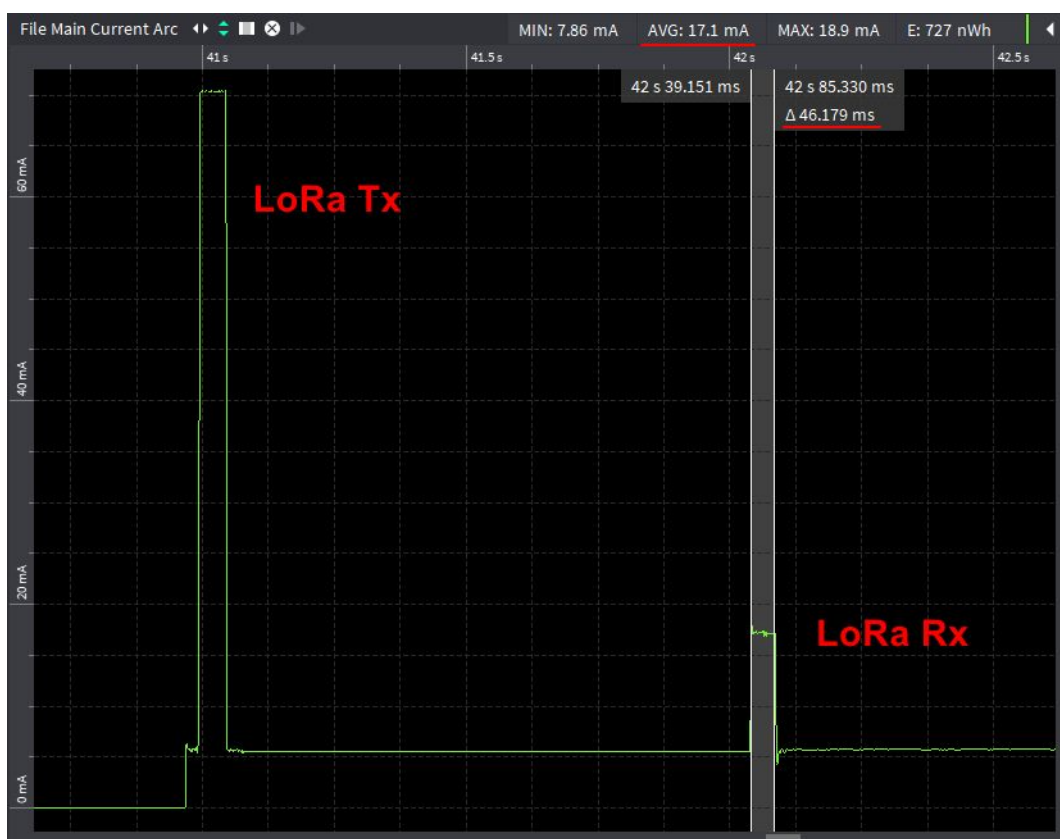 File Main Current Arc MIN: 7.86 mA AVG: 17.1 mA MAX: 18.9 mA E: 727 nWh
41 s 41.5 s 42 s 42.5 s
42 s 39.151 ms 42 s 85.330 ms
Δ 46.179 ms
60 mA
LoRa Tx
40 mA
20 mA
LoRa Rx
0 mA